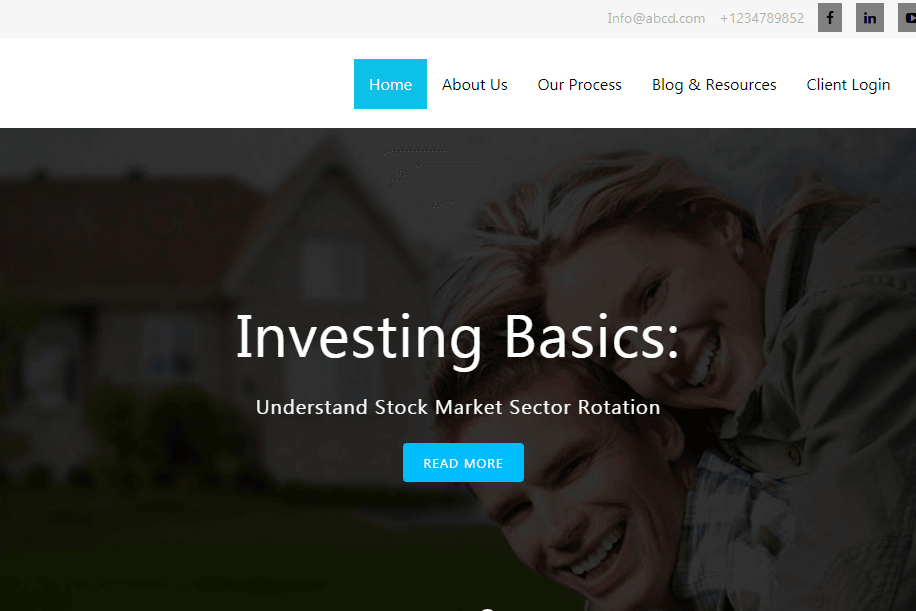 Info@abcd.com +1234789852
Home About Us Our Process Blog & Resources Client Login
Investing Basics:
Understand Stock Market Sector Rotation
READ MORE